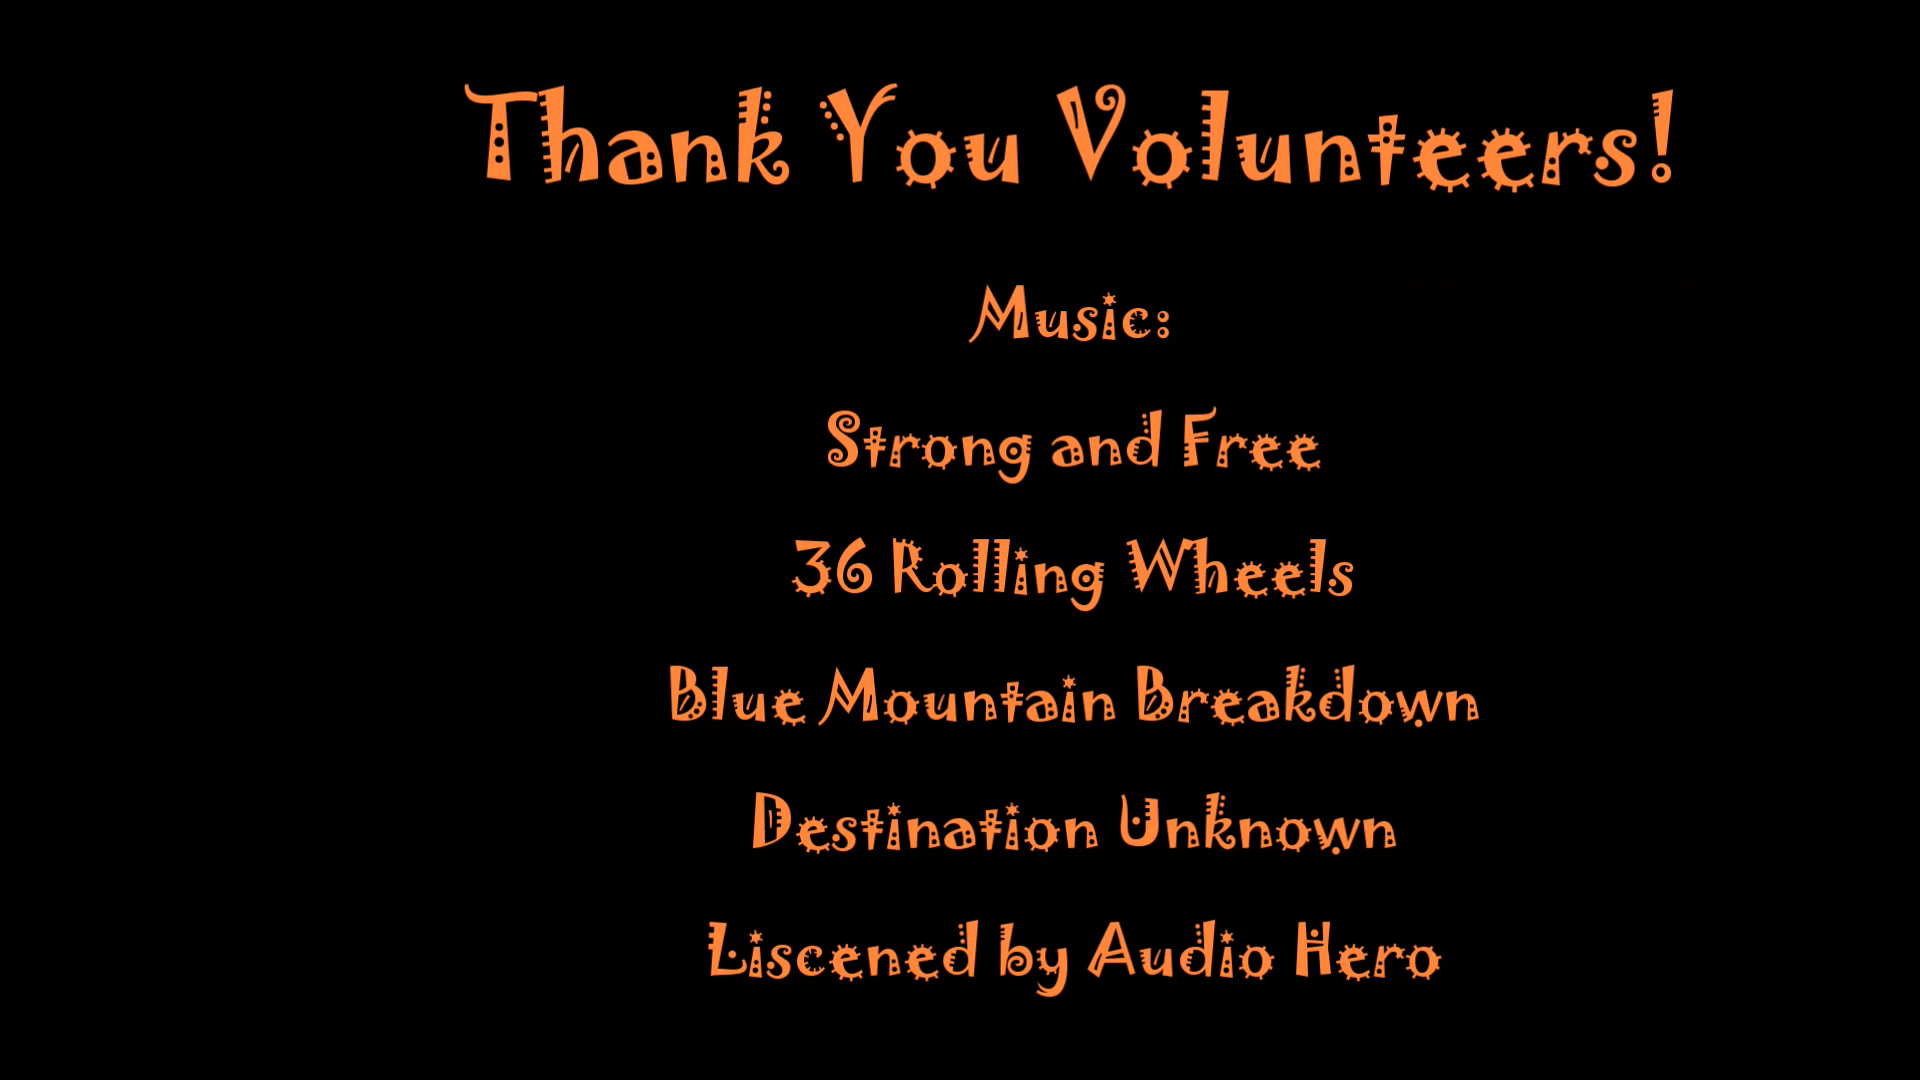 Thank You Volunteers!
Music:
Strong and Free
36 Rolling Wheels
Blue Mountain Breakdown
Destination Unknown
Liscened by Audio Hero